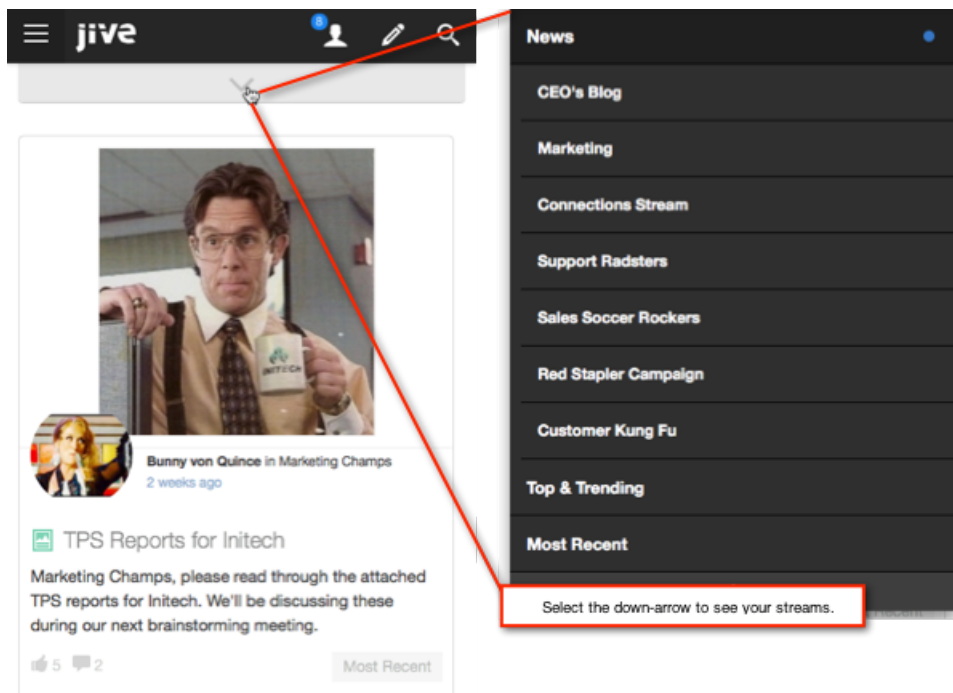 jive
8
INITECH
Bunny von Quince in Marketing Champs
2 weeks ago
TPS Reports for Initech
Marketing Champs, please read through the attached
TPS reports for Initech. We'll be discussing these
during our next brainstorming meeting.
5 2
Most Recent
News
CEO's Blog
Marketing
Connections Stream
Support Radsters
Sales Soccer Rockers
Red Stapler Campaign
Customer Kung Fu
Top & Trending
Most Recent
Select the down-arrow to see your streams.